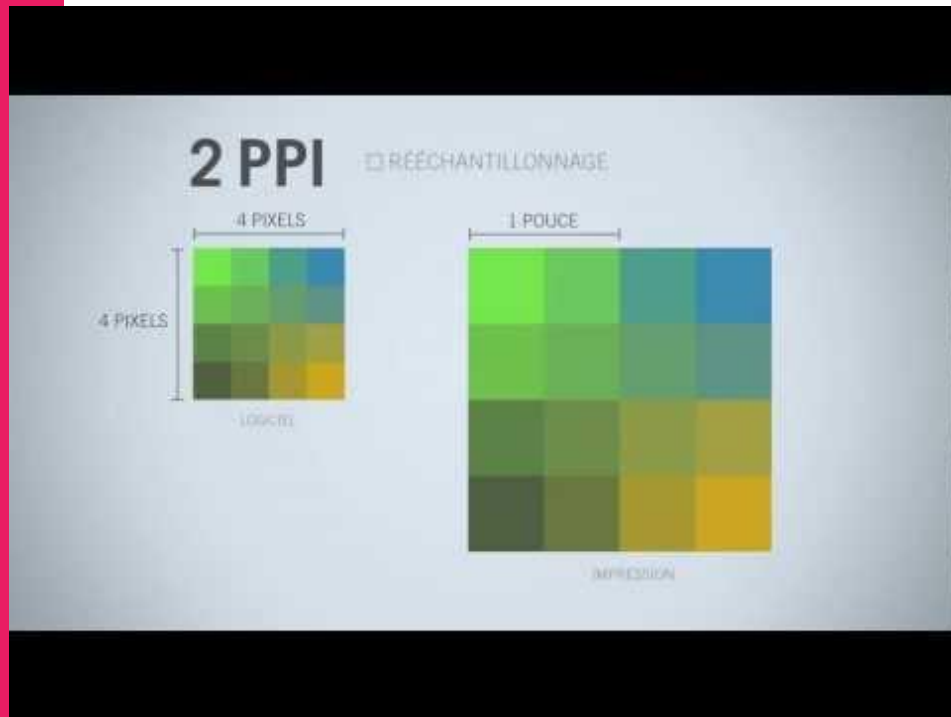 2 PPI
RÉÉCHANTILLONNAGE
4 PIXELS
1 POUCE
4 PIXELS
LOGICIEL
IMPRESSION